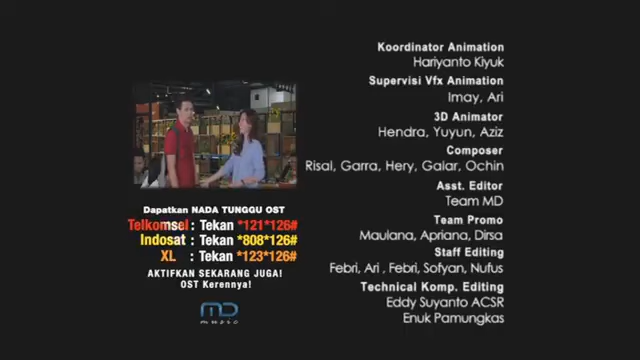 Dapatkan NADA TUNGGU OST
Telkomsel : Tekan *121*126#
Indosat : Tekan *808*126#
XL : Tekan *123*126#
AKTIFKAN SEKARANG JUGA!
OST Kerennya!
MD
music
Koordinator Animation
Hariyanto Kiyuk
Supervisi Vfx Animation
Imay, Ari
3D Animator
Hendra, Yuyun, Aziz
Composer
Risal, Garra, Hery, Galar, Ochin
Asst. Editor
Team MD
Team Promo
Maulana, Apriana, Dirsa
Staff Editing
Febri, Ari , Febri, Sofyan, Nufus
Technical Komp. Editing
Eddy Suyanto ACSR
Enuk Pamungkas